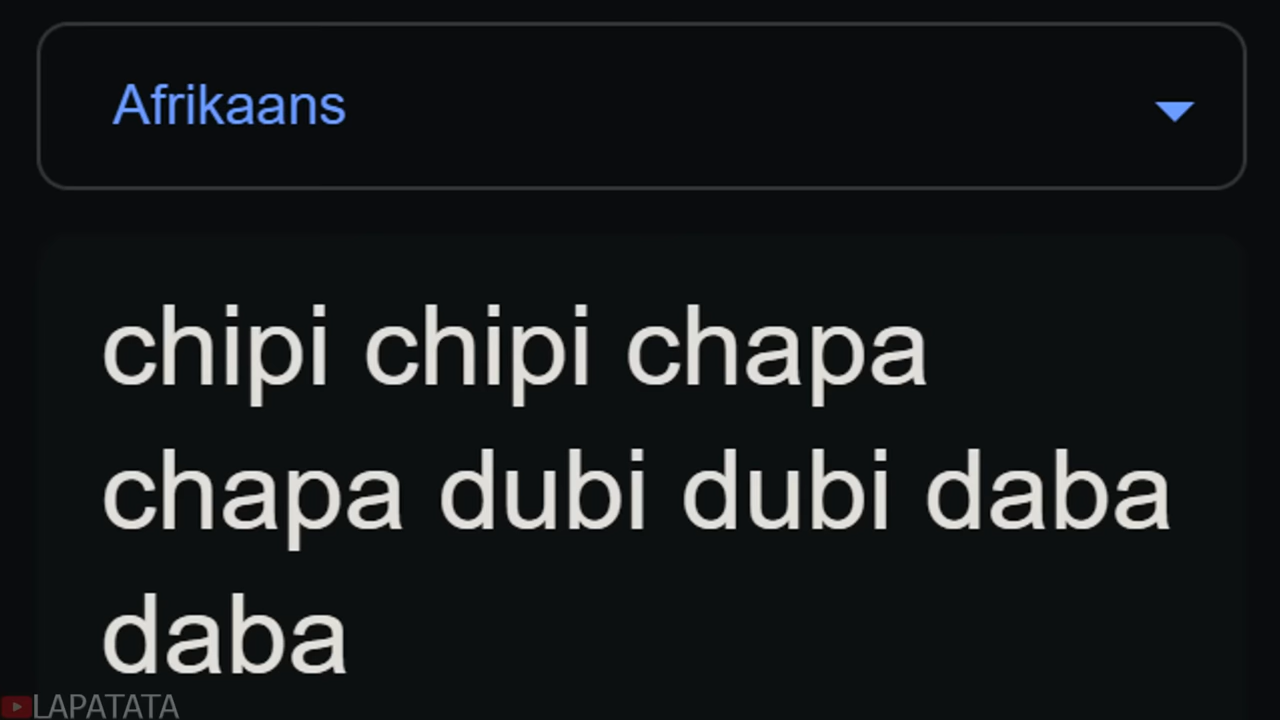 Afrikaans
chipi chipi chapa
chapa dubi dubi daba
daba
LAPATATA